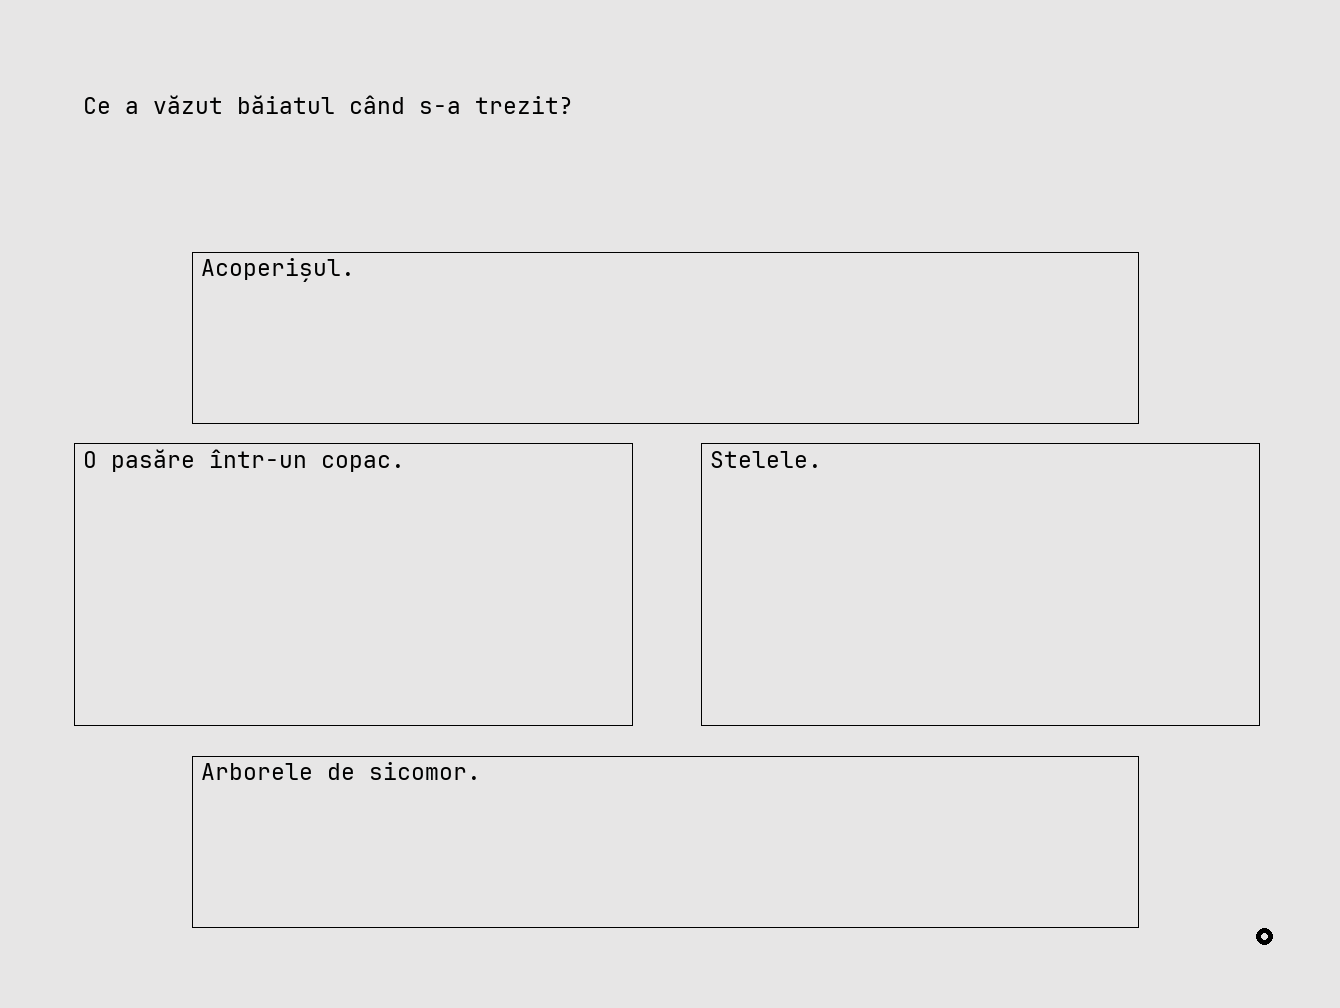 Ce a văzut băiatul când s-a trezit?
Acoperișul.
O pasăre într-un copac.
Stelele.
Arborele de sicomor.